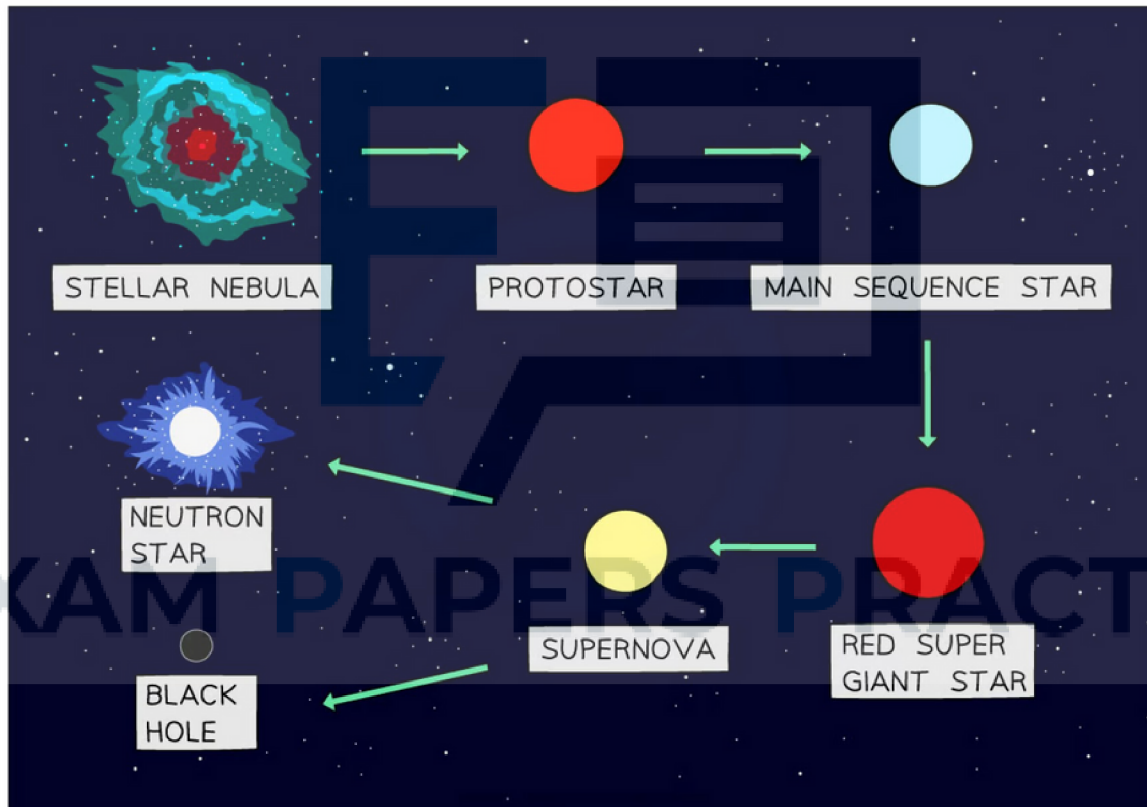 STELLAR NEBULA
PROTOSTAR
MAIN SEQUENCE STAR
NEUTRON
STAR
SUPERNOVA
RED SUPER
GIANT STAR
BLACK
HOLE
XAM PAPERS PRACT